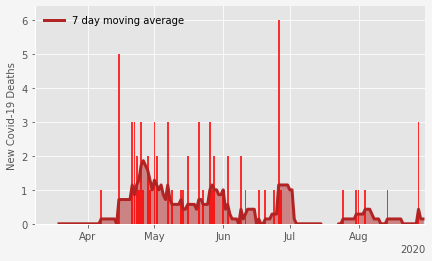 7 day moving average
New Covid-19 Deaths
6
5
4
3
2
1
0
Apr
May
Jun
Jul
Aug
2020